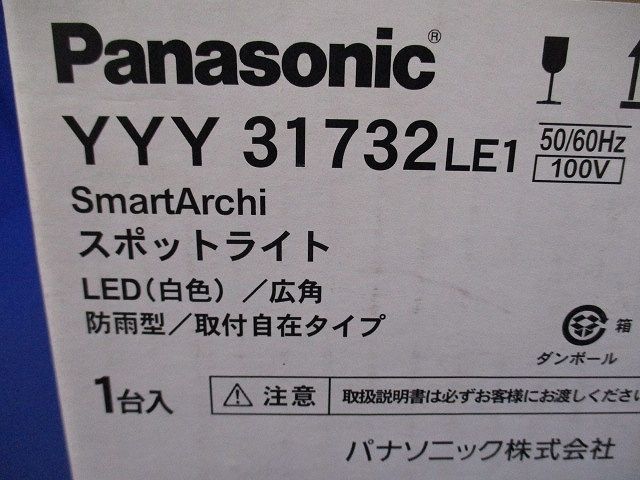 Panasonic®
YYY 31732LE1
50/60Hz
100V
SmartArchi
スポットライト
LED（白色）／広角
防雨型／取付自在タイプ
箱
ダンボール
1台入
注意
取扱説明書は必ずお客様にお渡しくださ
パナソニック株式会社